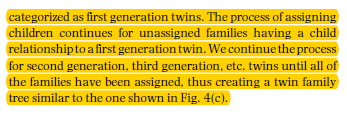 categorized as first generation twins. The process of assigning
children continues for unassigned families having a child
relationship to a first generation twin. We continue the process
for second generation, third generation, etc. twins until all of
the families have been assigned, thus creating a twin family
tree similar to the one shown in Fig. 4(c).